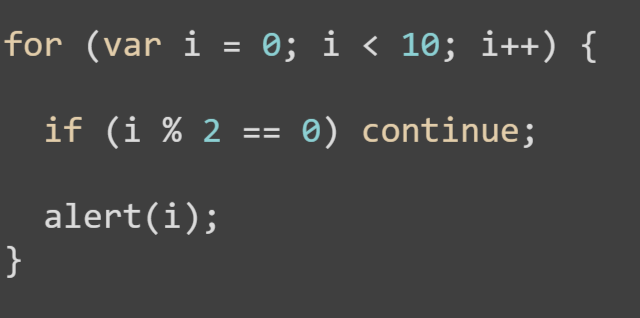 for (var i = 0; i < 10; i++) {
  if (i % 2 == 0) continue;
  alert(i);
}